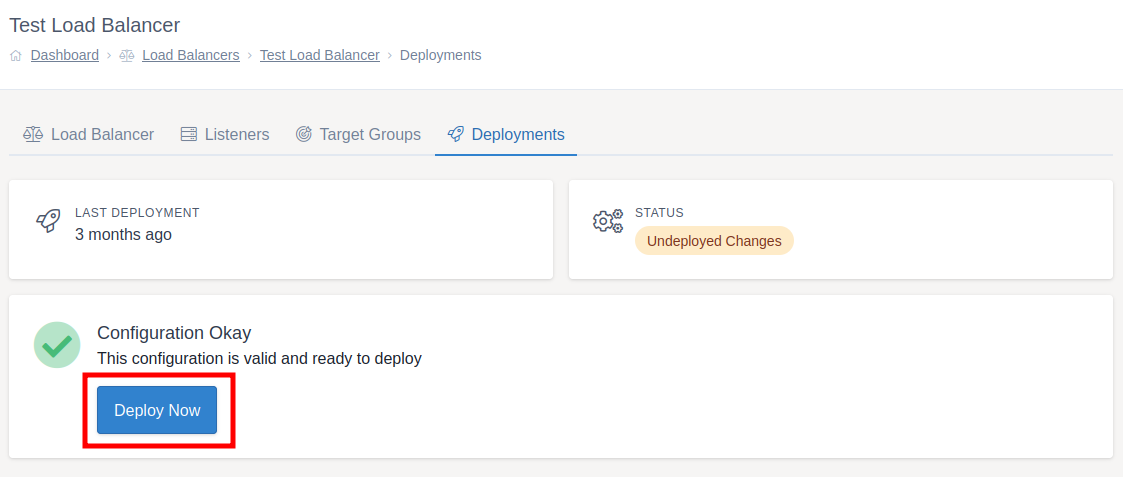 Test Load Balancer
Dashboard › Load Balancers › Test Load Balancer › Deployments
Load Balancer Listeners Target Groups Deployments
LAST DEPLOYMENT
3 months ago
STATUS
Undeployed Changes
Configuration Okay
This configuration is valid and ready to deploy
Deploy Now